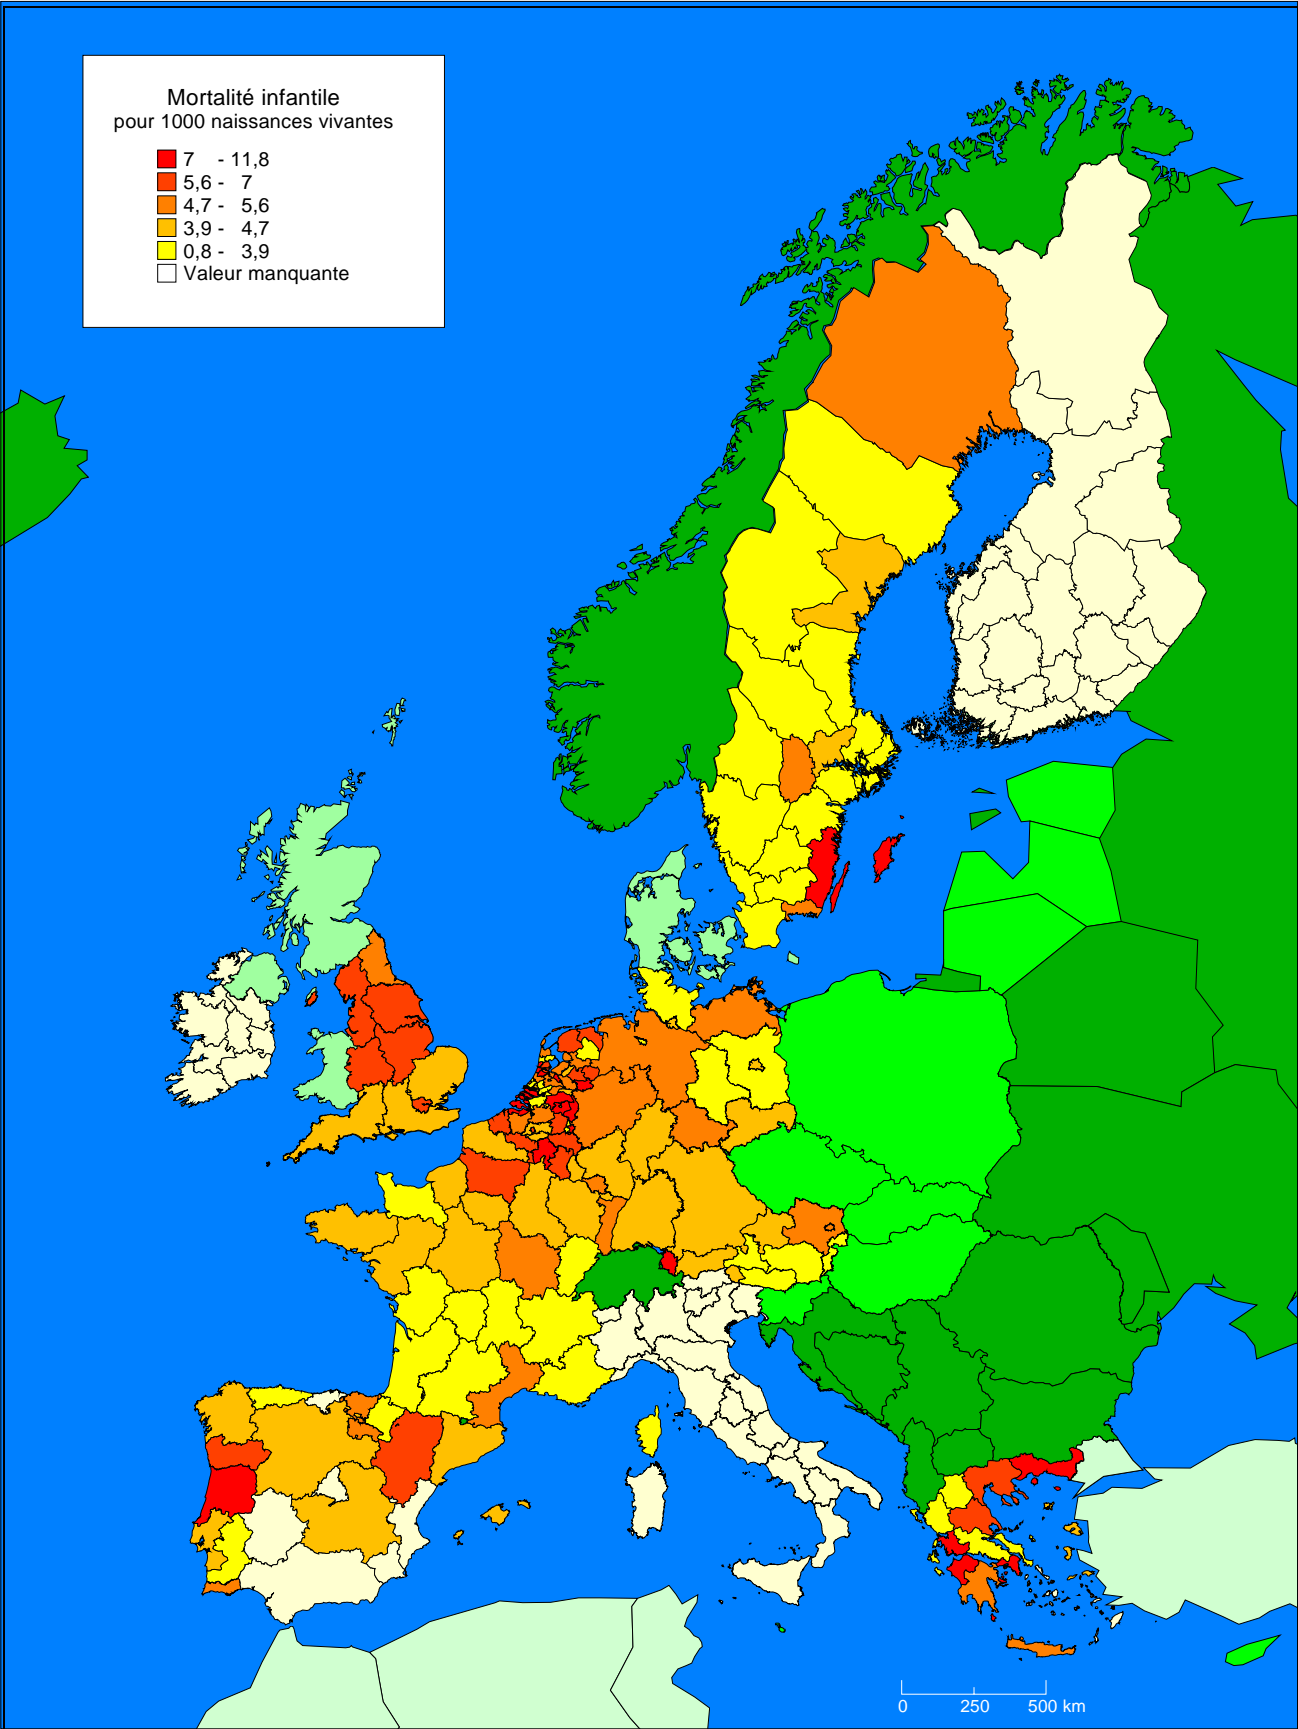 Mortalité infantile
pour 1000 naissances vivantes
7 - 11,8
5,6 - 7
4,7 - 5,6
3,9 - 4,7
0,8 - 3,9
Valeur manquante
0 250 500 km